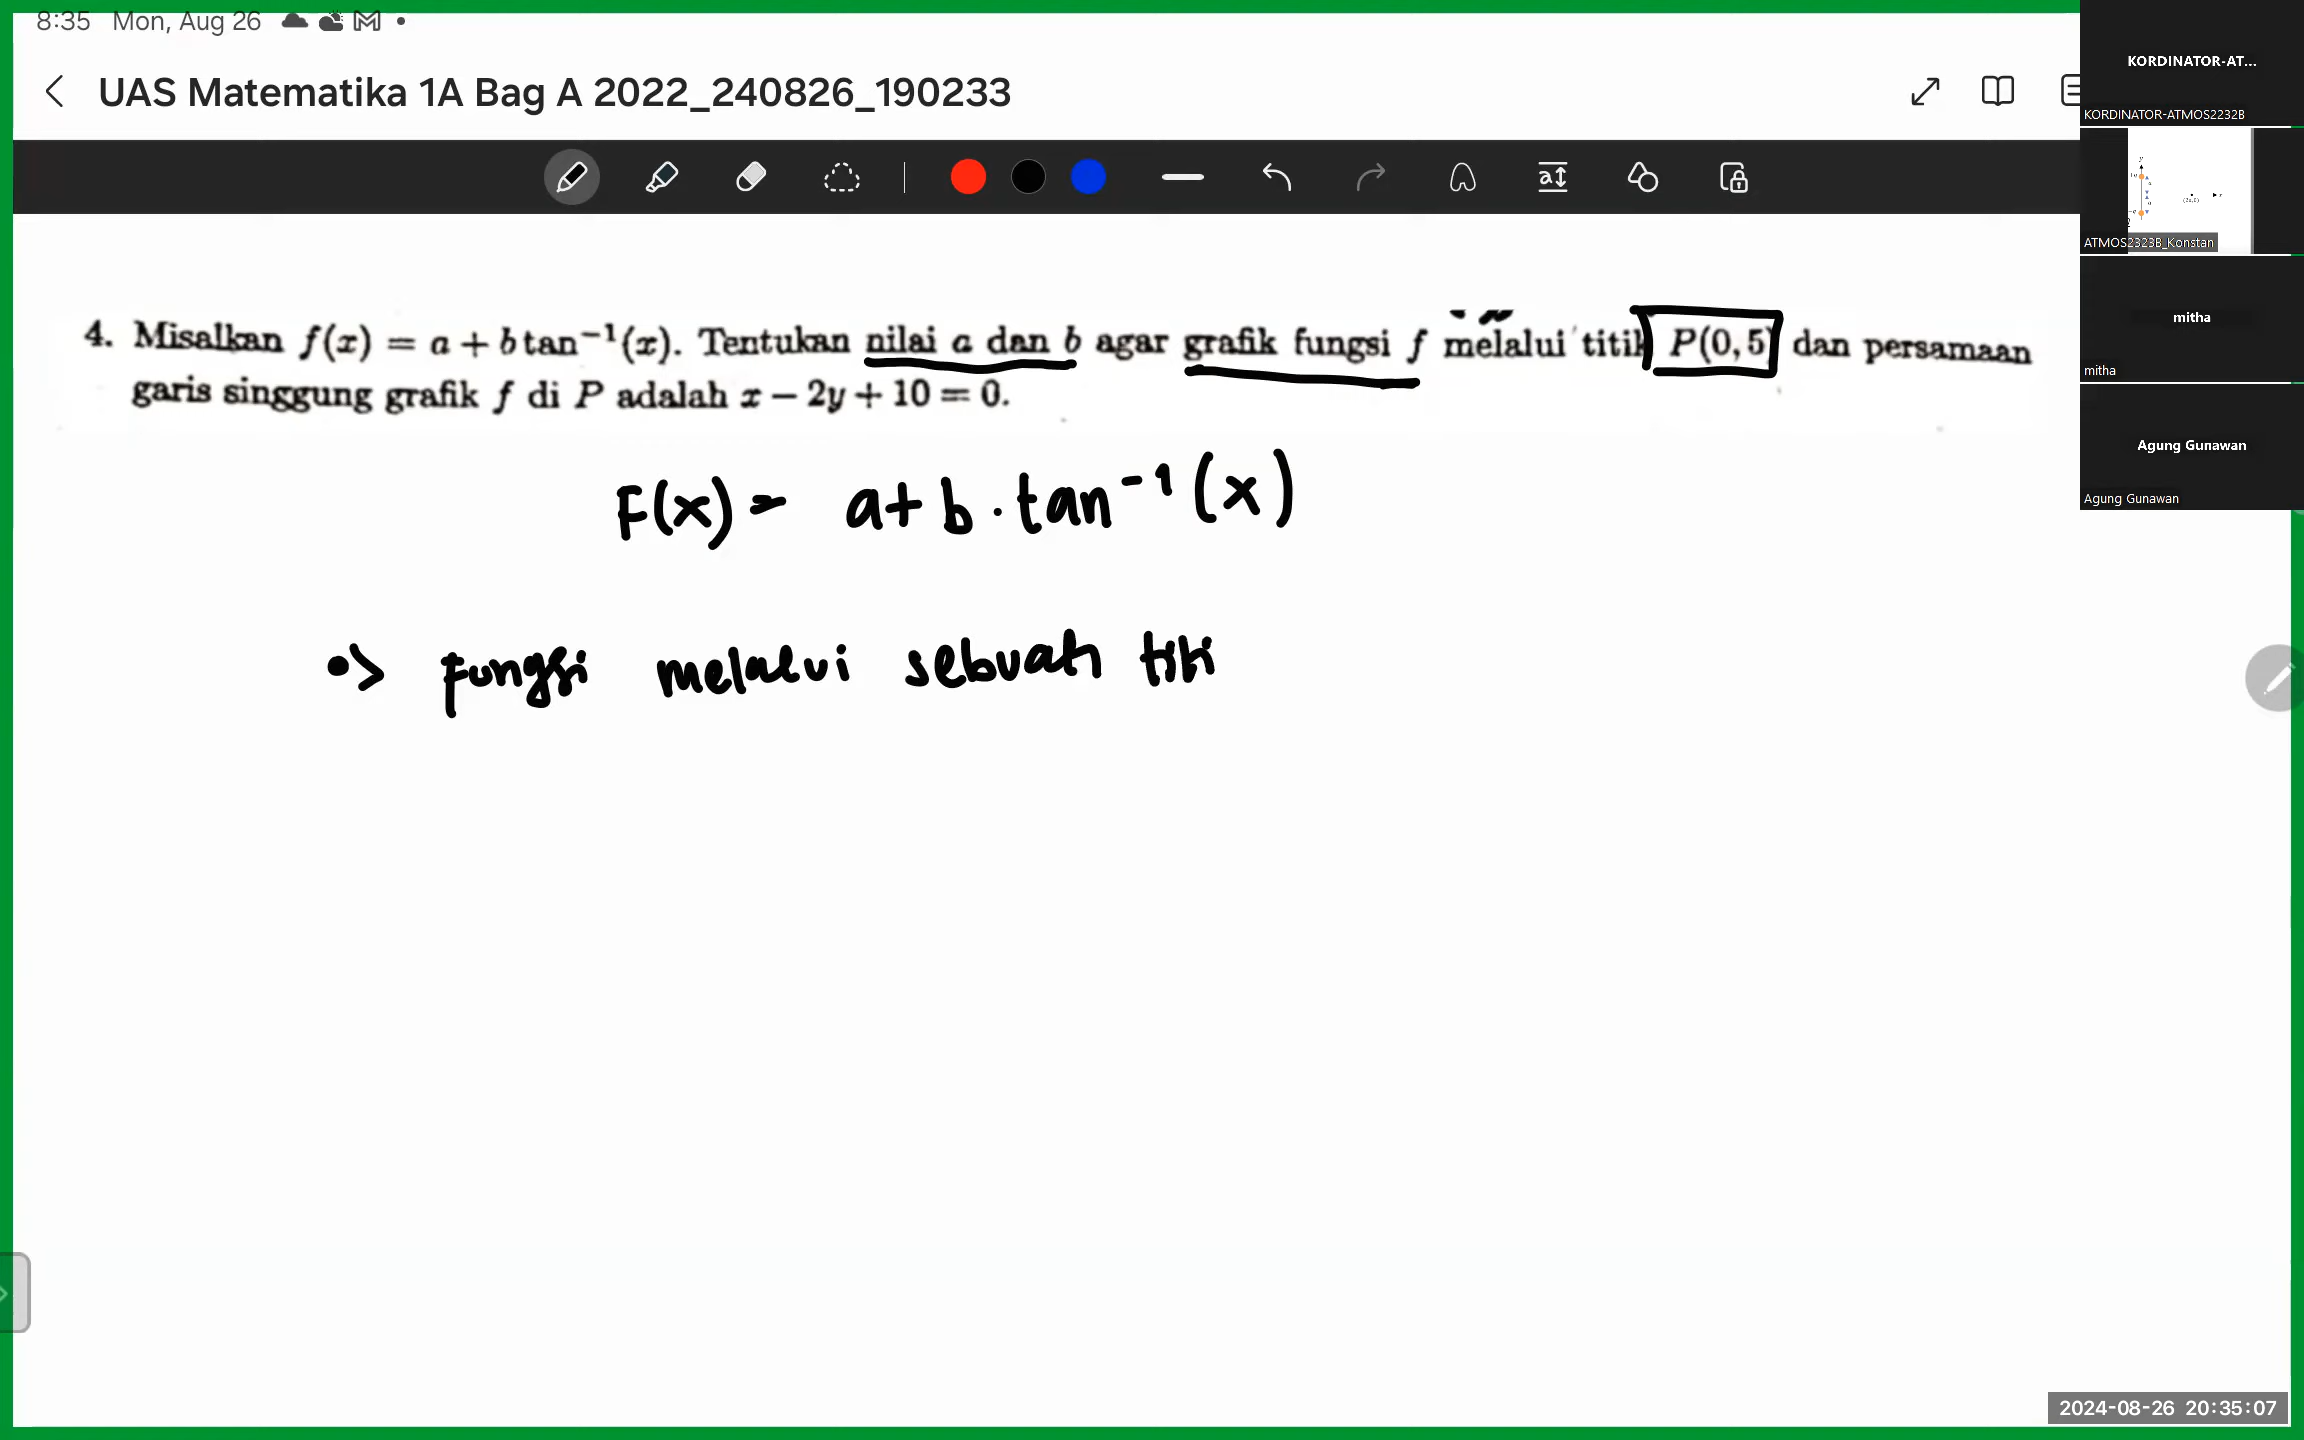 8:35 Mon, Aug 26
UAS Matematika 1A Bag A 2022_240826_190233
a
4. Misalkan f(x) = a + b tan⁻¹(x). Tentukan nilai a dan b agar grafik fungsi f melalui titik P(0,5) dan persamaan
garis singgung grafik f di P adalah x − 2y + 10 = 0.
F(x) = a + b . tan⁻¹(x)
=> fungsi melalui sebuah titi
KORDINATOR-AT...
KORDINATOR-ATMOS2232B
ATMOS2323B_Konstan
mitha
mitha
Agung Gunawan
Agung Gunawan
2024-08-26 20:35:07